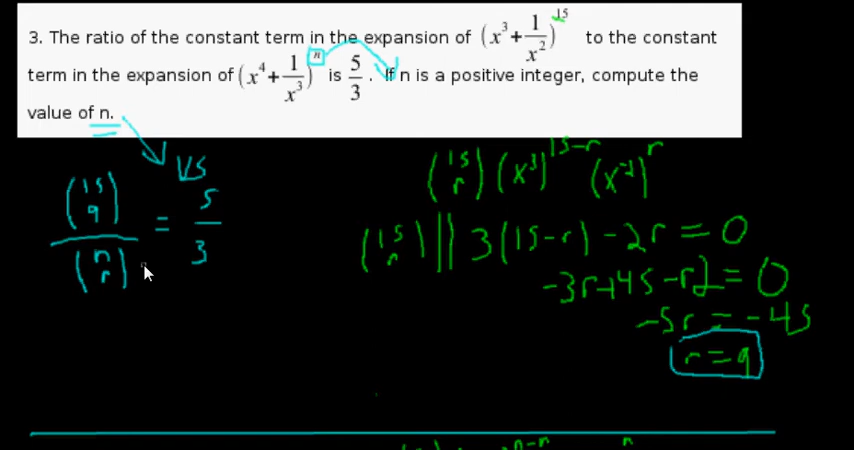 3. The ratio of the constant term in the expansion of (x³ + 1/x²)¹⁵ to the constant
term in the expansion of (x⁴ + 1/x³)ⁿ is 5/3 . If n is a positive integer, compute the
value of n.
VS
(15 9) / (n r) = 5/3
(15 r) (x³)^15-r (x⁻²)^r
(15 r) || 3(15-r) - 2r = 0
-3r+45 -r2 = 0
-5r = -45
r = 9
n-r n